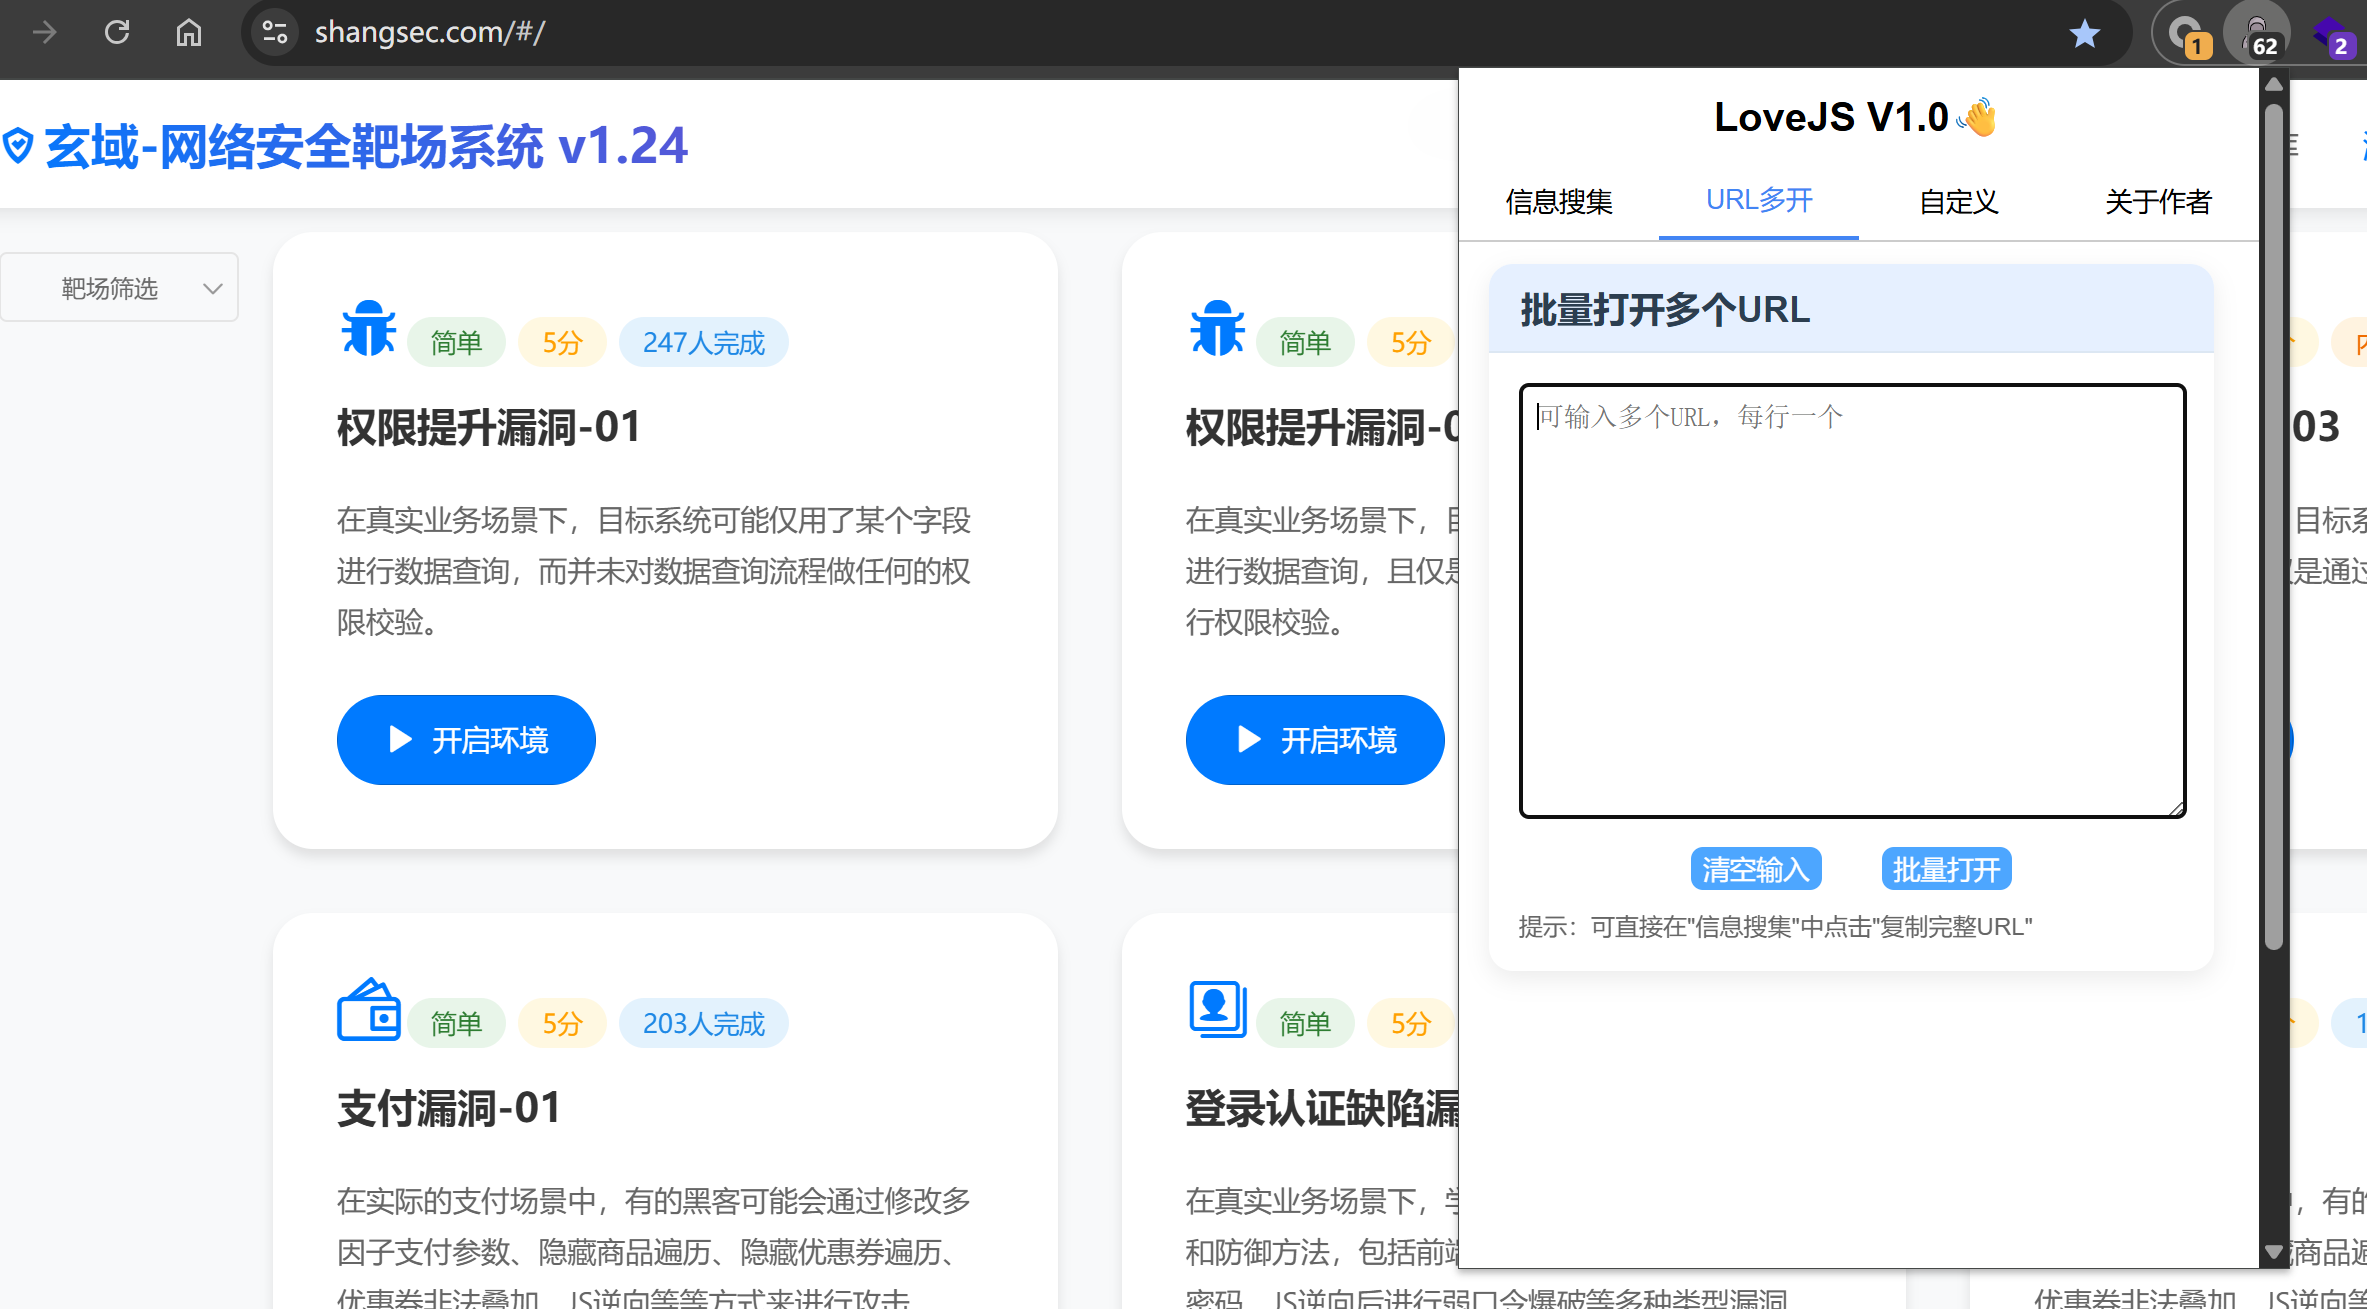 shangsec.com/#/
1
62
2
玄域-网络安全靶场系统 v1.24
靶场筛选
简单
5分
247人完成
权限提升漏洞-01
在真实业务场景下，目标系统可能仅用了某个字段
进行数据查询，而并未对数据查询流程做任何的权
限校验。
开启环境
简单
5分
权限提升漏洞-0
在真实业务场景下，目
进行数据查询，且仅是
行权限校验。
开启环境
03
目标系
是通过
简单
5分
203人完成
支付漏洞-01
在实际的支付场景中，有的黑客可能会通过修改多
因子支付参数、隐藏商品遍历、隐藏优惠券遍历、
优惠券非法叠加、JS逆向等等方式来进行攻击
简单
5分
登录认证缺陷漏
在真实业务场景下，学
和防御方法，包括前端
密码、JS逆向后进行弱口令爆破等多种类型漏洞
1
，有的
商品遍
优惠券非法叠加、JS逆向等
LoveJS V1.0👋
信息搜集
URL多开
自定义
关于作者
批量打开多个URL
可输入多个URL，每行一个
清空输入
批量打开
提示：可直接在"信息搜集"中点击"复制完整URL"